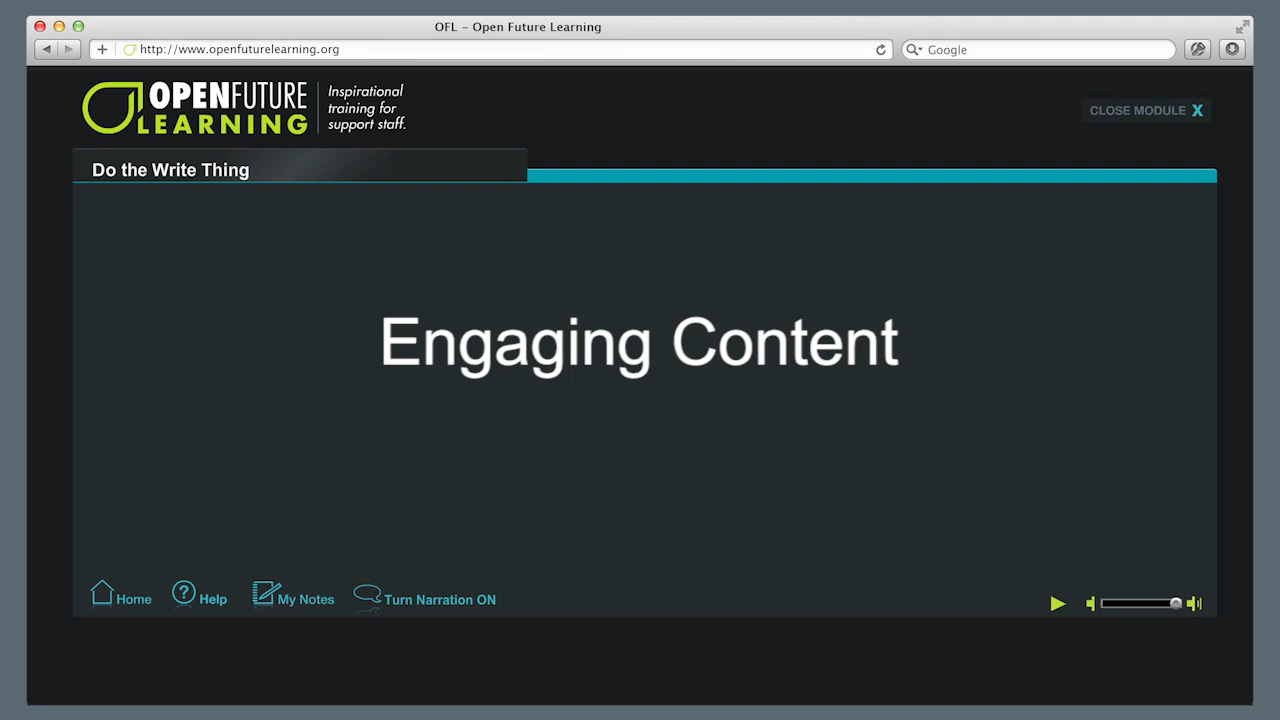 OFL – Open Future Learning
http://www.openfuturelearning.org
Google
OPENFUTURE
LEARNING
Inspirational
training for
support staff.
CLOSE MODULE X
Do the Write Thing
Engaging Content
Home
Help
My Notes
Turn Narration ON